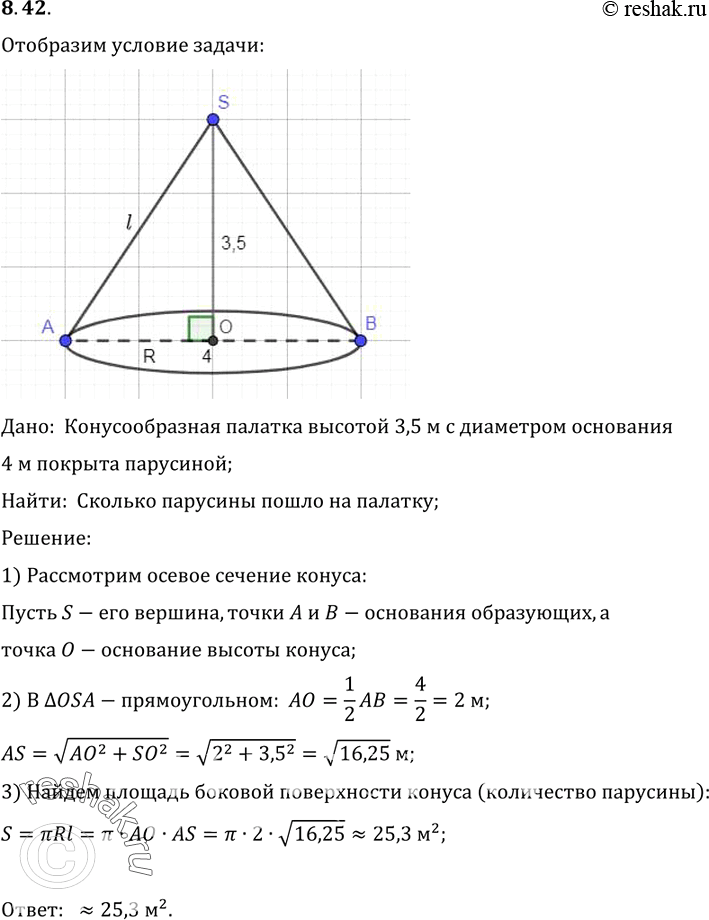 8.42.
© reshak.ru
Отобразим условие задачи:
S
l
3,5
A
O
B
R
4
Дано: Конусообразная палатка высотой 3,5 м с диаметром основания
4 м покрыта парусиной;
Найти: Сколько парусины пошло на палатку;
Решение:
1) Рассмотрим осевое сечение конуса:
Пусть S − его вершина, точки A и B − основания образующих, а
точка O − основание высоты конуса;
2) В ΔOSA − прямоугольном: AO = 1/2 AB = 4/2 = 2 м;
AS = √(AO² + SO²) = √(2² + 3,5²) = √16,25 м;
3) Найдем площадь боковой поверхности конуса (количество парусины):
S = πRl = π · AO · AS = π · 2 · √16,25 ≈ 25,3 м²;
Ответ: ≈ 25,3 м².
reshak.ru
©